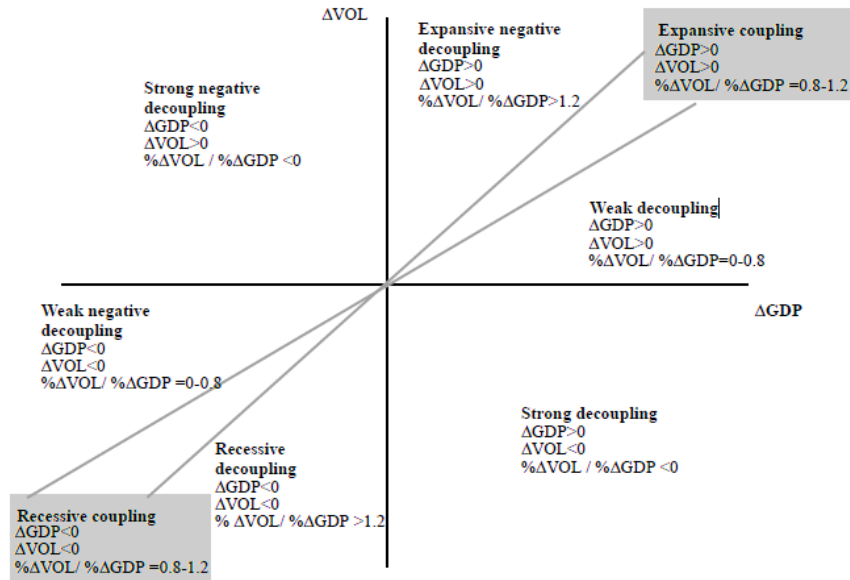 ΔVOL
Expansive negative
decoupling
ΔGDP>0
ΔVOL>0
%ΔVOL/ %ΔGDP>1.2
Expansive coupling
ΔGDP>0
ΔVOL>0
%ΔVOL/ %ΔGDP =0.8-1.2
Strong negative
decoupling
ΔGDP<0
ΔVOL>0
%ΔVOL / %ΔGDP <0
Weak decoupling
ΔGDP>0
ΔVOL>0
%ΔVOL/ %ΔGDP=0-0.8
ΔGDP
Weak negative
decoupling
ΔGDP<0
ΔVOL<0
%ΔVOL/ %ΔGDP =0-0.8
Strong decoupling
ΔGDP>0
ΔVOL<0
%ΔVOL / %ΔGDP <0
Recessive
decoupling
ΔGDP<0
ΔVOL<0
% ΔVOL/ %ΔGDP >1.2
Recessive coupling
ΔGDP<0
ΔVOL<0
%ΔVOL/ %ΔGDP =0.8-1.2